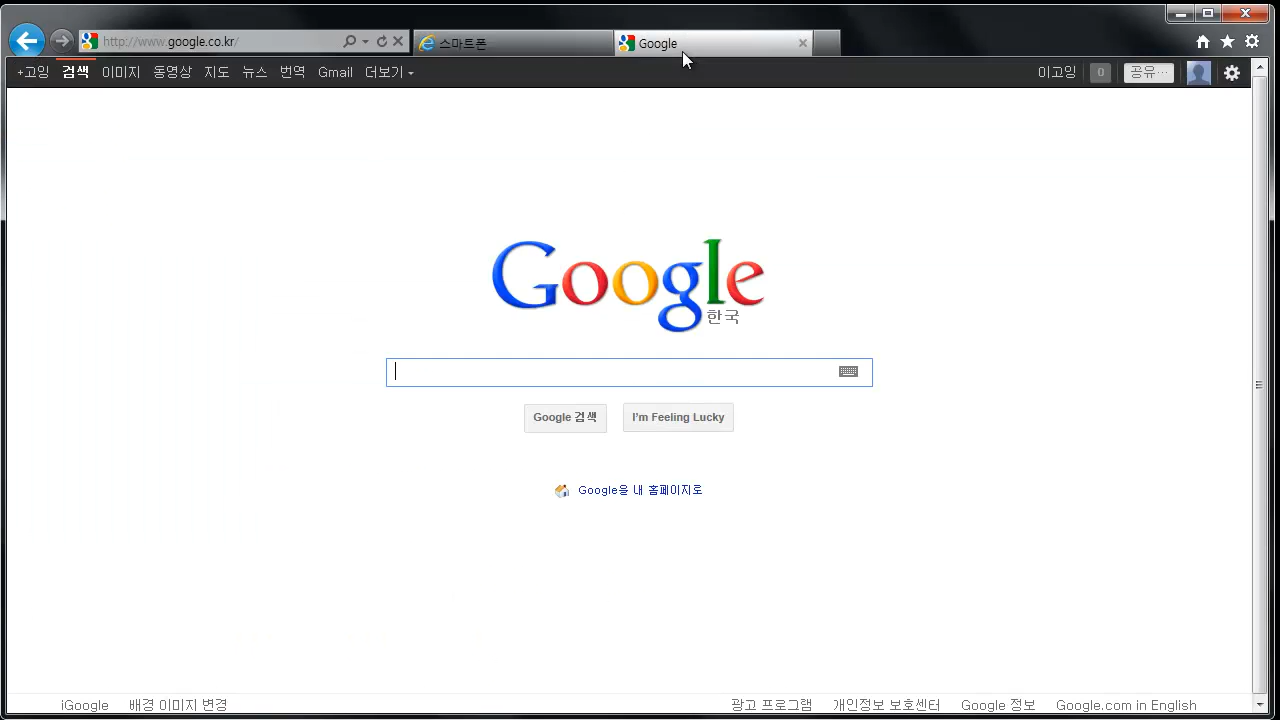 http://www.google.co.kr/
스마트폰
Google
+고잉 검색 이미지 동영상 지도 뉴스 번역 Gmail 더보기
이고잉 0 공유…
Google
한국
Google 검색
I'm Feeling Lucky
Google을 내 홈페이지로
iGoogle 배경 이미지 변경 광고 프로그램 개인정보 보호센터 Google 정보 Google.com in English